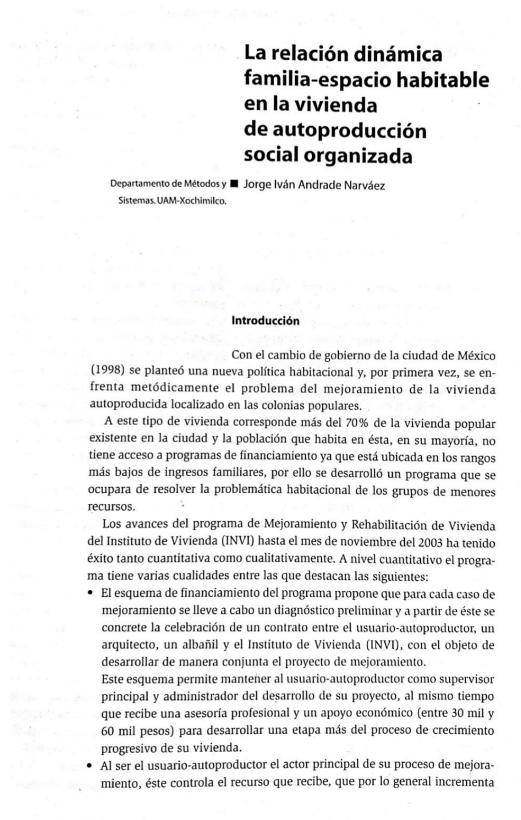 La relación dinámica
familia-espacio habitable
en la vivienda
de autoproducción
social organizada
Departamento de Métodos y ■ Jorge Iván Andrade Narváez
Sistemas. UAM-Xochimilco.
Introducción
Con el cambio de gobierno de la ciudad de México
(1998) se planteó una nueva política habitacional y, por primera vez, se en-
frenta metódicamente el problema del mejoramiento de la vivienda
autoproducida localizado en las colonias populares.
A este tipo de vivienda corresponde más del 70% de la vivienda popular
existente en la ciudad y la población que habita en ésta, en su mayoría, no
tiene acceso a programas de financiamiento ya que está ubicada en los rangos
más bajos de ingresos familiares, por ello se desarrolló un programa que se
ocupara de resolver la problemática habitacional de los grupos de menores
recursos.
Los avances del programa de Mejoramiento y Rehabilitación de Vivienda
del Instituto de Vivienda (INVI) hasta el mes de noviembre del 2003 ha tenido
éxito tanto cuantitativa como cualitativamente. A nivel cuantitativo el progra-
ma tiene varias cualidades entre las que destacan las siguientes:
• El esquema de financiamiento del programa propone que para cada caso de
mejoramiento se lleve a cabo un diagnóstico preliminar y a partir de éste se
concrete la celebración de un contrato entre el usuario-autoproductor, un
arquitecto, un albañil y el Instituto de Vivienda (INVI), con el objeto de
desarrollar de manera conjunta el proyecto de mejoramiento.
Este esquema permite mantener al usuario-autoproductor como supervisor
principal y administrador del desarrollo de su proyecto, al mismo tiempo
que recibe una asesoría profesional y un apoyo económico (entre 30 mil y
60 mil pesos) para desarrollar una etapa más del proceso de crecimiento
progresivo de su vivienda.
• Al ser el usuario-autoproductor el actor principal de su proceso de mejora-
miento, éste controla el recurso que recibe, que por lo general incrementa